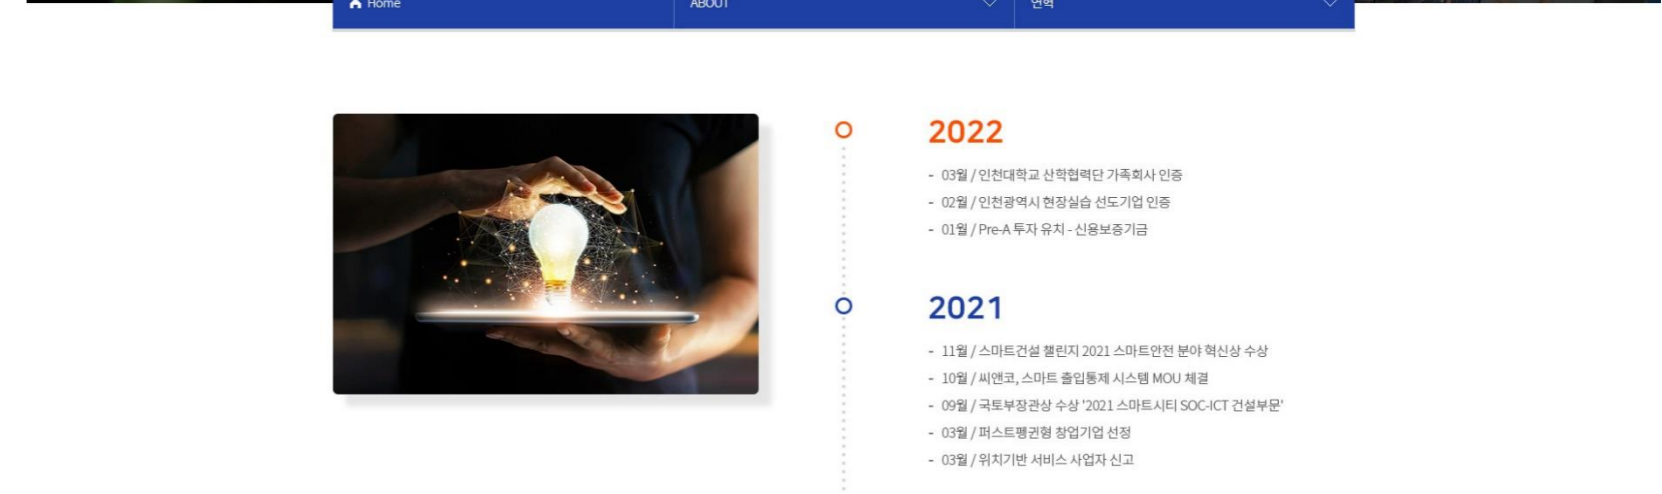 Home
ABOUT
연혁
2022
- 03월 / 인천대학교 산학협력단 가족회사 인증
- 02월 / 인천광역시 현장실습 선도기업 인증
- 01월 / Pre-A 투자 유치 - 신용보증기금
2021
- 11월 / 스마트건설 챌린지 2021 스마트안전 분야 혁신상 수상
- 10월 / 씨앤코, 스마트 출입통제 시스템 MOU 체결
- 09월 / 국토부장관상 수상 '2021 스마트시티 SOC-ICT 건설부문'
- 03월 / 퍼스트펭귄형 창업기업 선정
- 03월 / 위치기반 서비스 사업자 신고